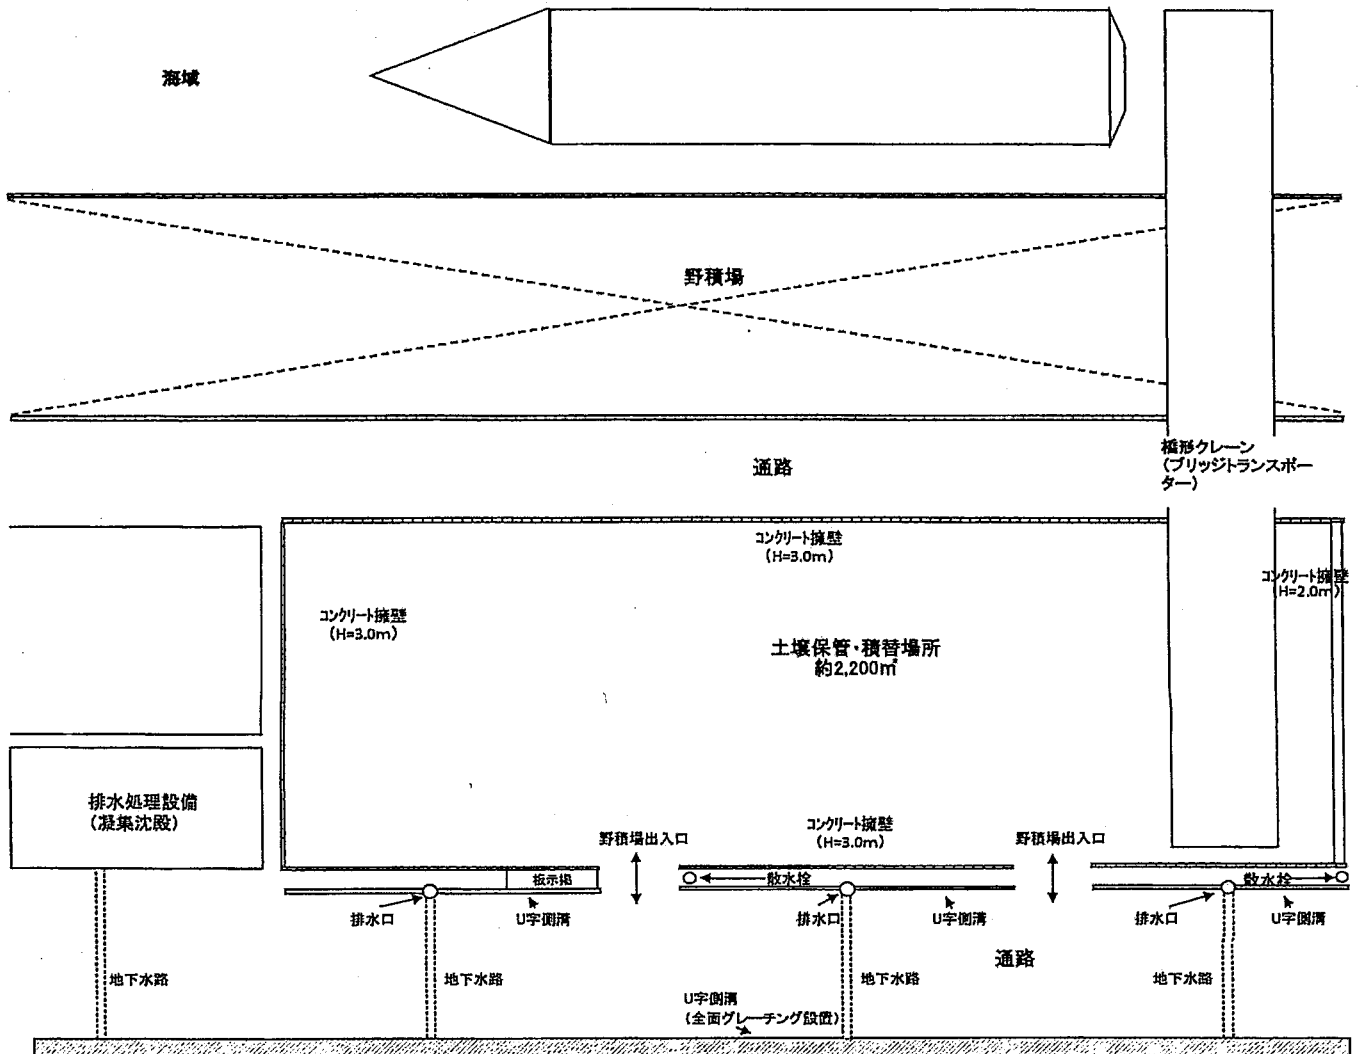 海域
野積場
橋形クレーン
(ブリッジトランスポー
ター)
通路
コンクリート擁壁
(H=3.0m)
コンクリート擁壁
(H=2.0m)
コンクリート擁壁
(H=3.0m)
土壌保管・積替場所
約2,200㎡
排水処理設備
(凝集沈殿)
野積場出入口
コンクリート擁壁
(H=3.0m)
野積場出入口
板示掲
散水栓
散水栓
排水口
U字側溝
排水口
U字側溝
排水口
U字側溝
通路
地下水路
地下水路
地下水路
地下水路
U字側溝
(全面グレーチング設置)